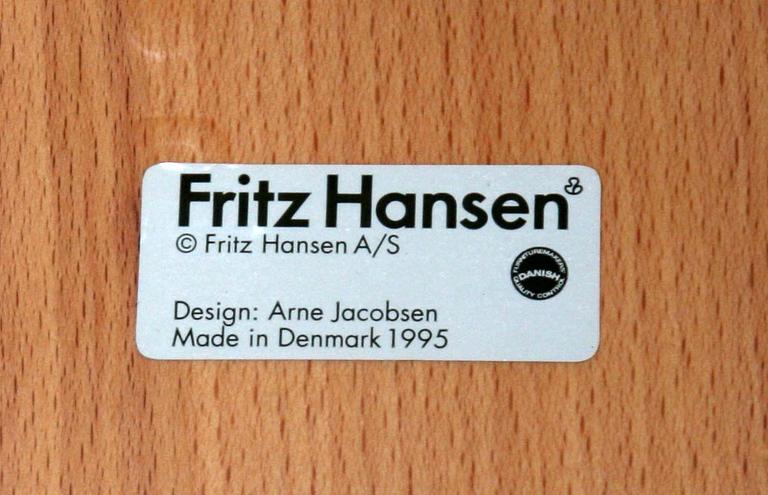 Fritz Hansen
© Fritz Hansen A/S
FURNITUREMAKERS'
DANISH
QUALITY CONTROL
Design: Arne Jacobsen
Made in Denmark 1995